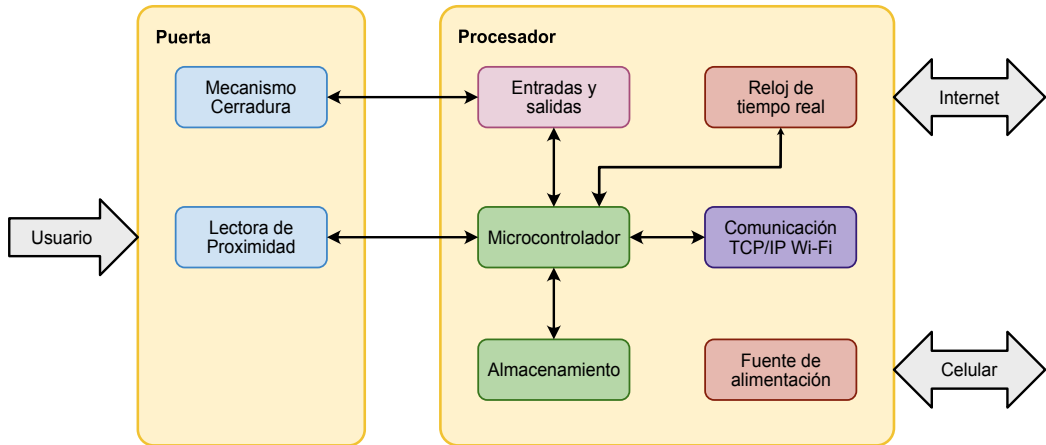 Puerta
Procesador
Mecanismo
Cerradura
Entradas y
salidas
Reloj de
tiempo real
Internet
Usuario
Lectora de
Proximidad
Microcontrolador
Comunicación
TCP/IP Wi-Fi
Almacenamiento
Fuente de
alimentación
Celular